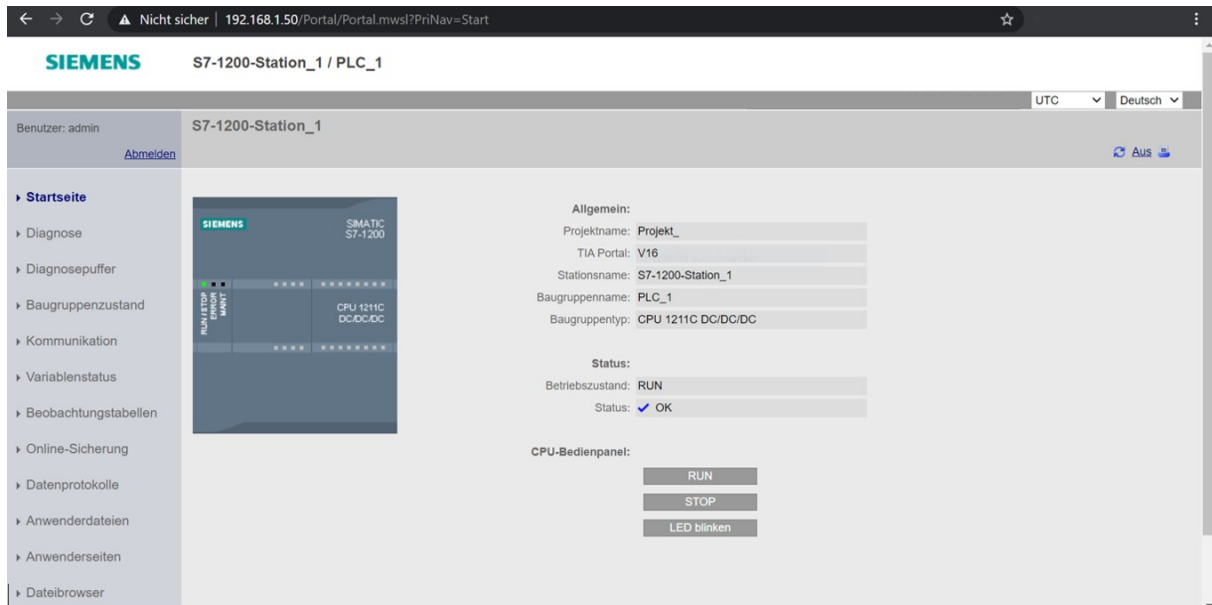 Nicht sicher | 192.168.1.50/Portal/Portal.mwsl?PriNav=Start
SIEMENS
S7-1200-Station_1 / PLC_1
UTC
Deutsch
Benutzer: admin
S7-1200-Station_1
Abmelden
Aus
Startseite
Diagnose
Diagnosepuffer
Baugruppenzustand
Kommunikation
Variablenstatus
Beobachtungstabellen
Online-Sicherung
Datenprotokolle
Anwenderdateien
Anwenderseiten
Dateibrowser
SIEMENS
SIMATIC
S7-1200
RUN / STOP
ERROR
MAINT
CPU 1211C
DC/DC/DC
Allgemein:
Projektname: Projekt_
TIA Portal: V16
Stationsname: S7-1200-Station_1
Baugruppenname: PLC_1
Baugruppentyp: CPU 1211C DC/DC/DC
Status:
Betriebszustand: RUN
Status: OK
CPU-Bedienpanel:
RUN
STOP
LED blinken